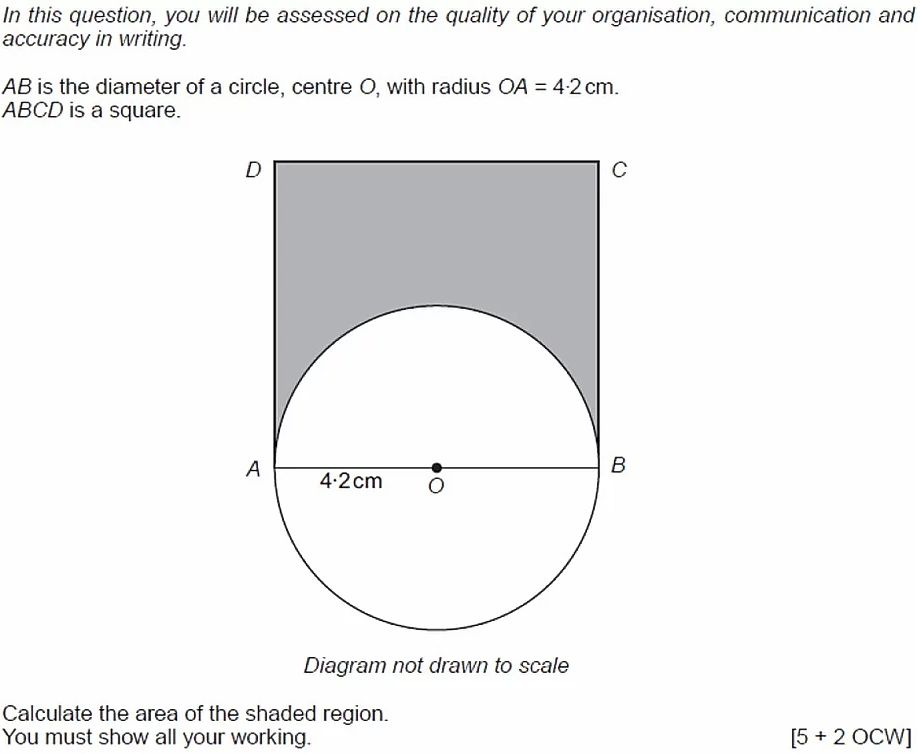 In this question, you will be assessed on the quality of your organisation, communication and
accuracy in writing.
AB is the diameter of a circle, centre O, with radius OA = 4·2 cm.
ABCD is a square.
D
C
A
B
4·2 cm
O
Diagram not drawn to scale
Calculate the area of the shaded region.
You must show all your working.
[5 + 2 OCW]